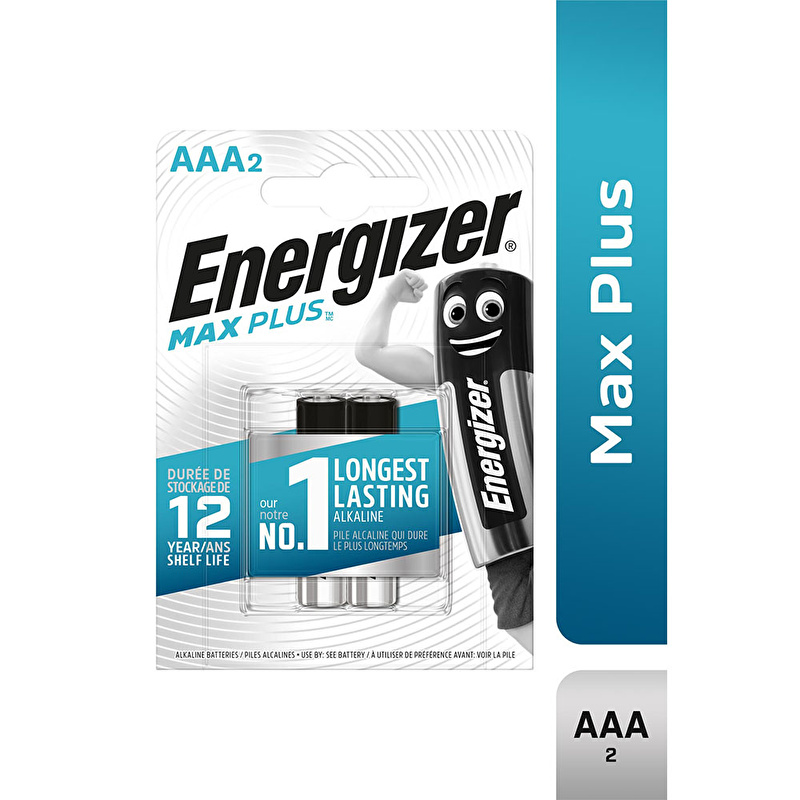 AAA2
Energizer®
MAX PLUS™ MC
Energizer®
DURÉE DE
STOCKAGE DE
12
YEAR/ANS
SHELF LIFE
our
notre
NO.1
LONGEST
LASTING
ALKALINE
PILE ALCALINE QUI DURE
LE PLUS LONGTEMPS
ALKALINE BATTERIES / PILES ALCALINES • USE BY: SEE BATTERY / À UTILISER DE PRÉFÉRENCE AVANT: VOIR LA PILE
Max Plus
AAA
2